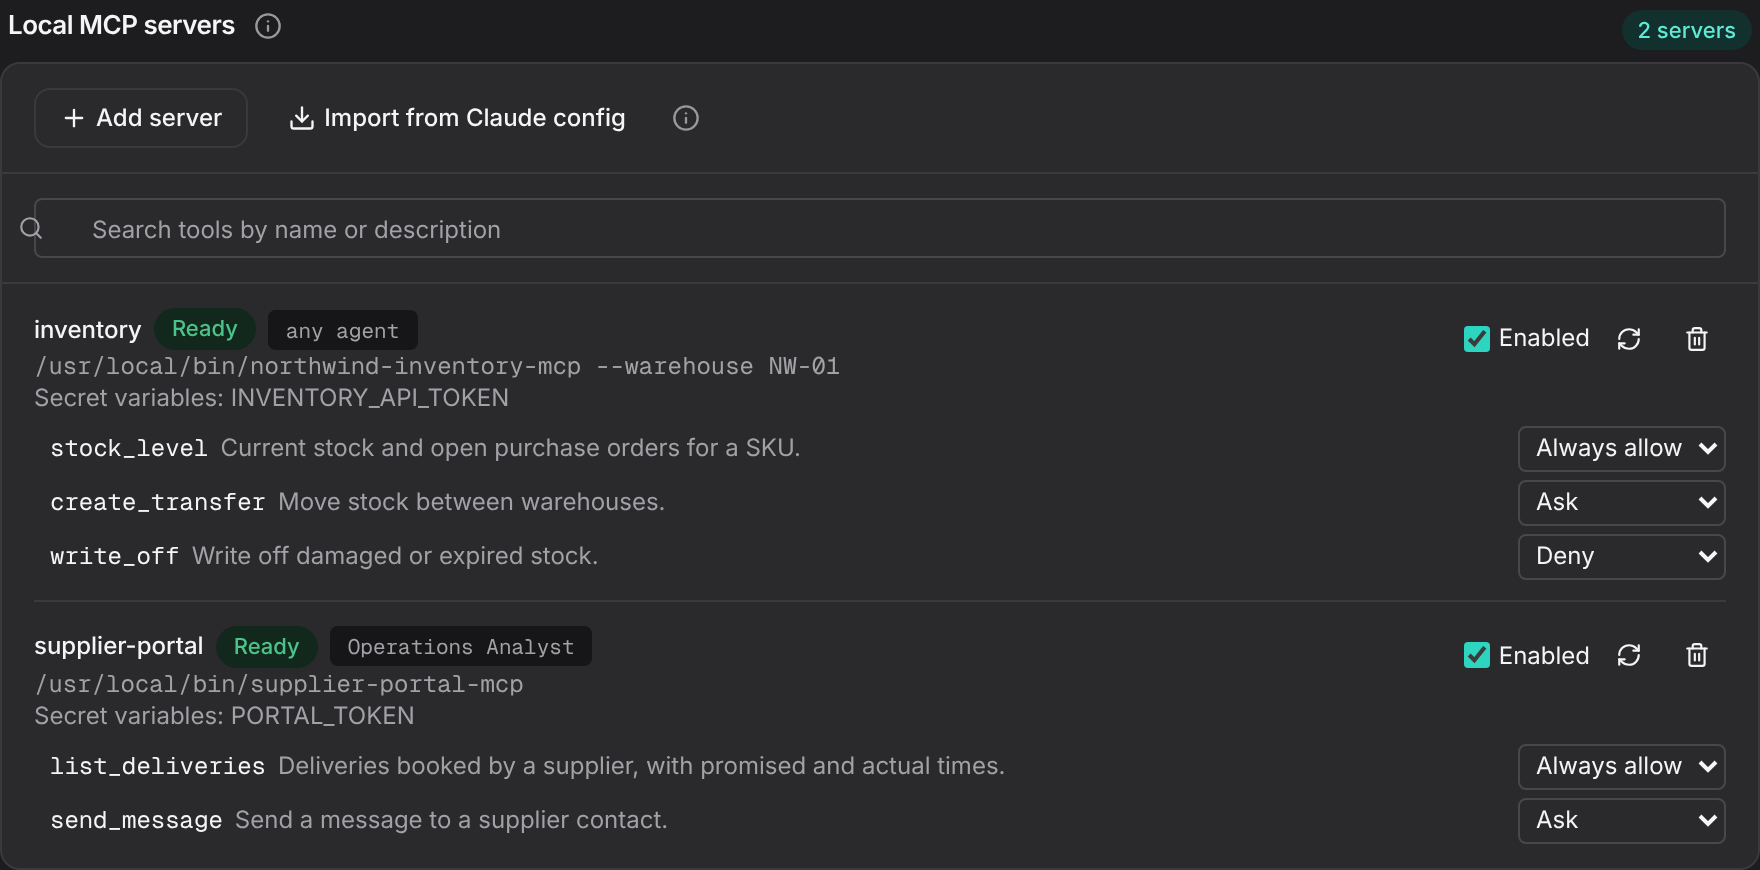 Local MCP servers
2 servers
Add server
Import from Claude config
Search tools by name or description
inventory Ready any agent
Enabled
/usr/local/bin/northwind-inventory-mcp --warehouse NW-01
Secret variables: INVENTORY_API_TOKEN
stock_level Current stock and open purchase orders for a SKU.
Always allow
create_transfer Move stock between warehouses.
Ask
write_off Write off damaged or expired stock.
Deny
supplier-portal Ready Operations Analyst
Enabled
/usr/local/bin/supplier-portal-mcp
Secret variables: PORTAL_TOKEN
list_deliveries Deliveries booked by a supplier, with promised and actual times.
Always allow
send_message Send a message to a supplier contact.
Ask